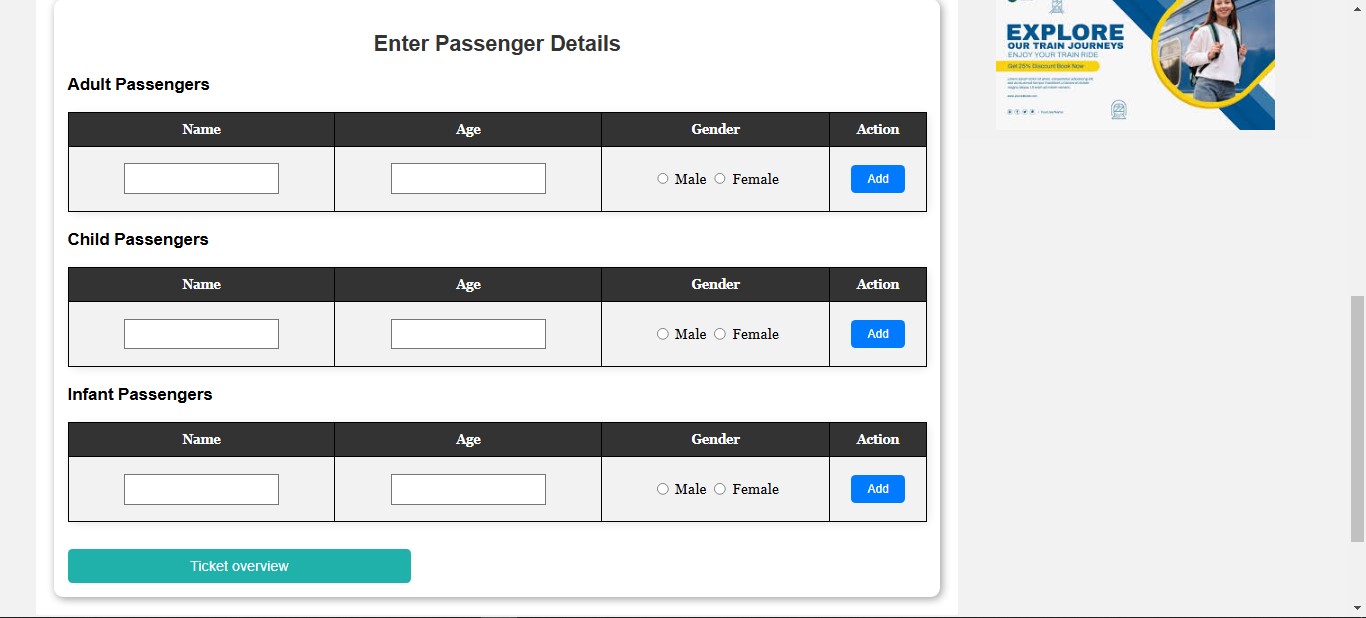 Enter Passenger Details
Adult Passengers
Name Age Gender Action
Male Female Add
Child Passengers
Name Age Gender Action
Male Female Add
Infant Passengers
Name Age Gender Action
Male Female Add
Ticket overview
EXPLORE
OUR TRAIN JOURNEYS
ENJOY YOUR TRAIN RIDE
Get 25% Discount Book Now